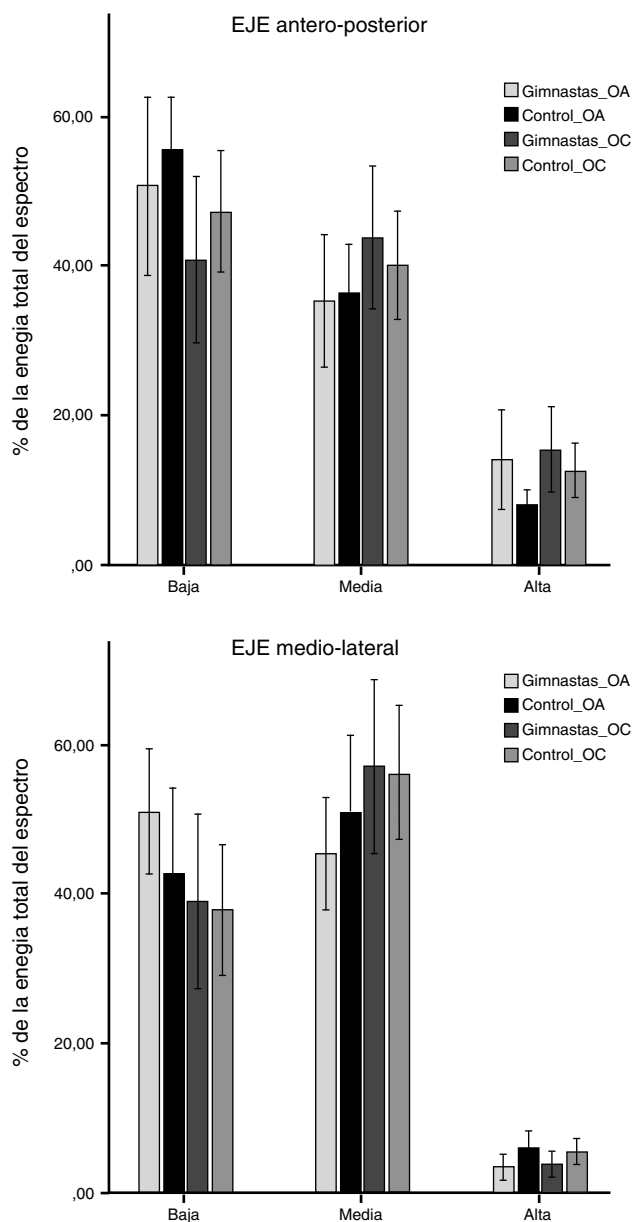 EJE antero-posterior
Gimnastas_OA
Control_OA
Gimnastas_OC
Control_OC
% de la enegia total del espectro
60,00
40,00
20,00
,00
Baja
Media
Alta
EJE medio-lateral
Gimnastas_OA
Control_OA
Gimnastas_OC
Control_OC
% de la enegia total del espectro
60,00
40,00
20,00
,00
Baja
Media
Alta